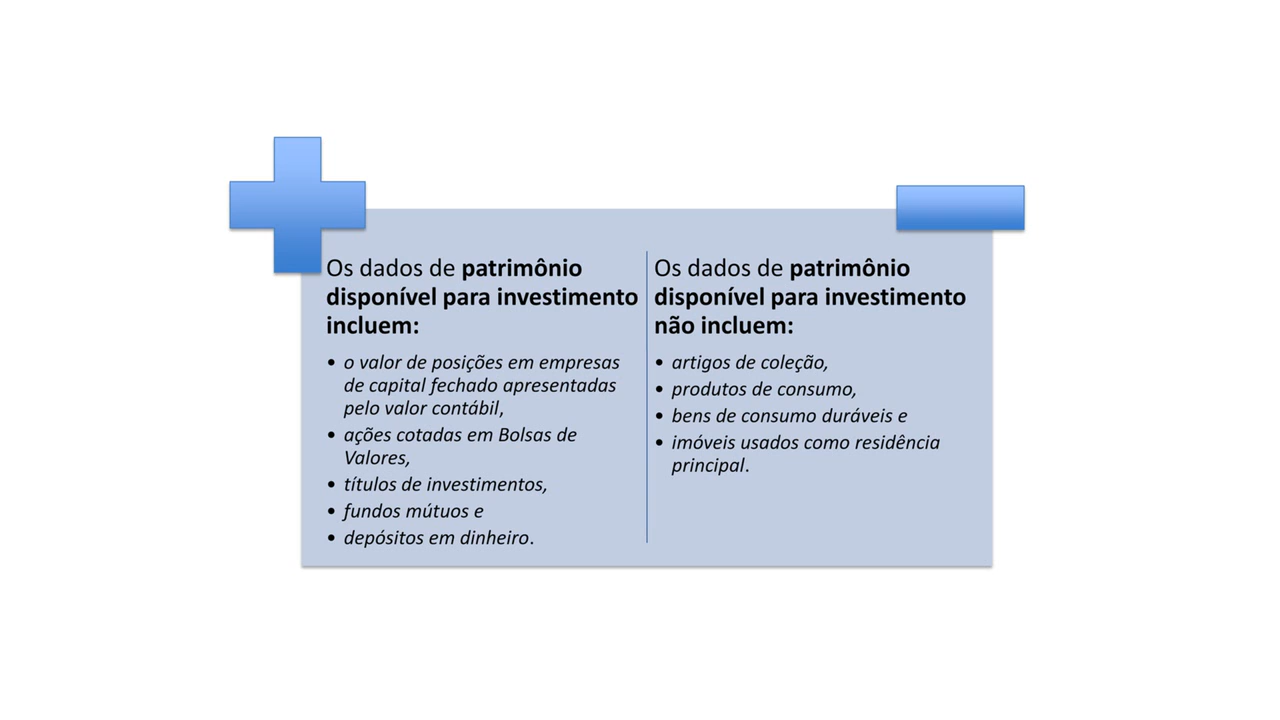 Os dados de patrimônio
disponível para investimento
incluem:
• o valor de posições em empresas
de capital fechado apresentadas
pelo valor contábil,
• ações cotadas em Bolsas de
Valores,
• títulos de investimentos,
• fundos mútuos e
• depósitos em dinheiro.
Os dados de patrimônio
disponível para investimento
não incluem:
• artigos de coleção,
• produtos de consumo,
• bens de consumo duráveis e
• imóveis usados como residência
principal.